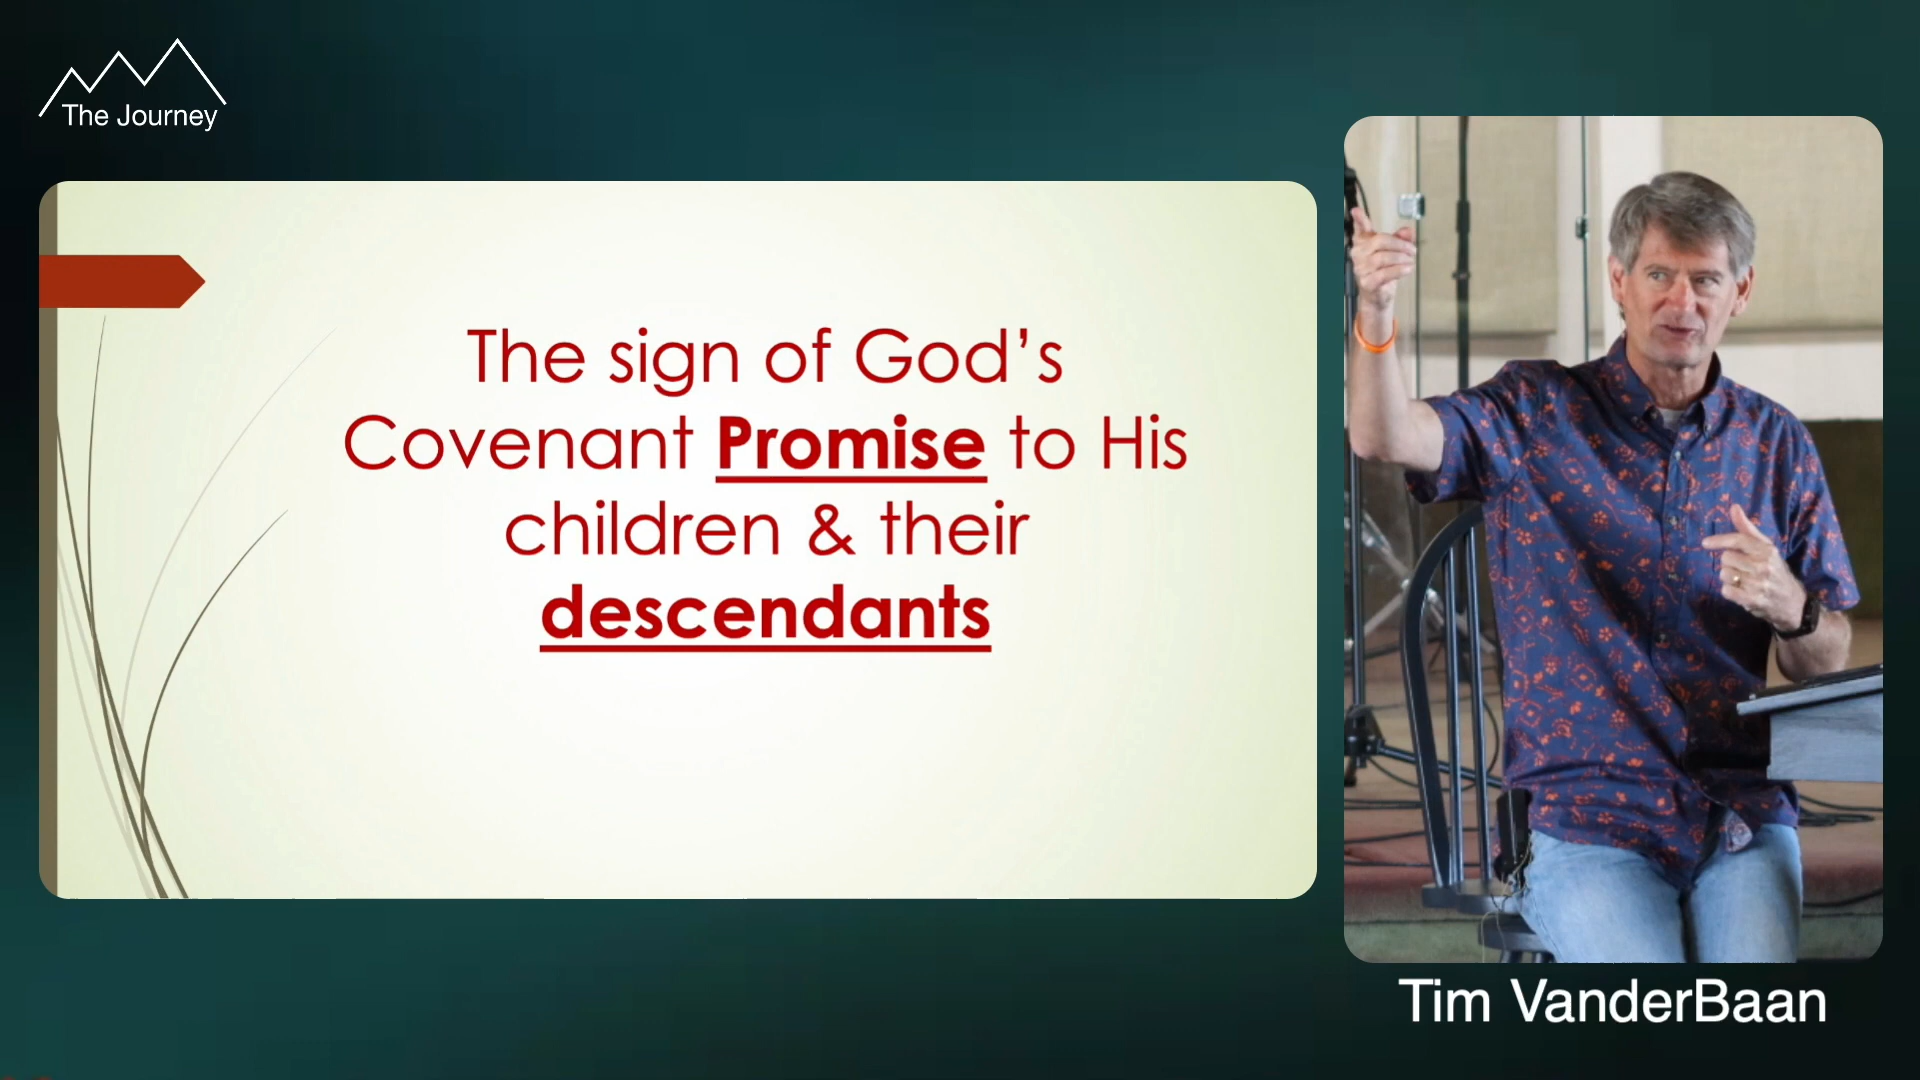 The Journey
The sign of God’s
Covenant Promise to His
children & their
descendants
Tim VanderBaan